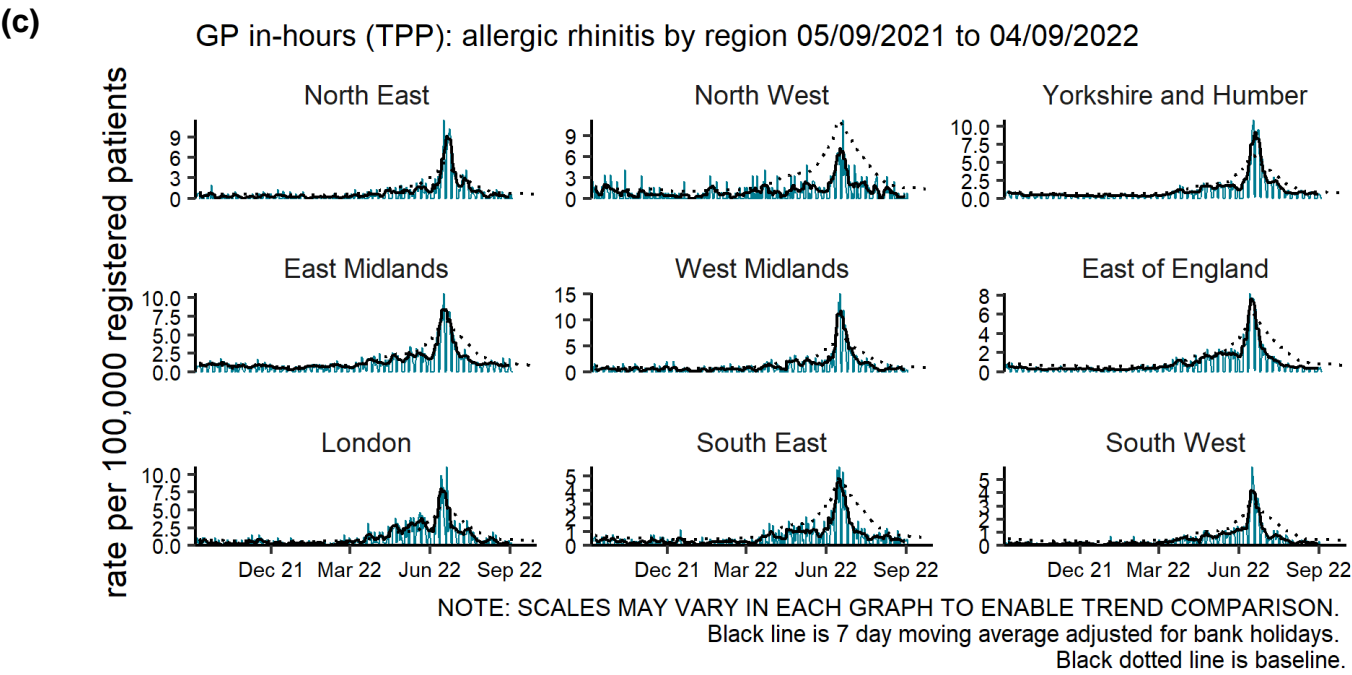 (c)
GP in-hours (TPP): allergic rhinitis by region 05/09/2021 to 04/09/2022
rate per 100,000 registered patients
North East
9
6
3
0
North West
9
6
3
0
Yorkshire and Humber
10.0
7.5
5.0
2.5
0.0
East Midlands
10.0
7.5
5.0
2.5
0.0
West Midlands
15
10
5
0
East of England
8
6
4
2
0
London
10.0
7.5
5.0
2.5
0.0
South East
5
4
3
2
1
0
South West
5
4
3
2
1
0
Dec 21 Mar 22 Jun 22 Sep 22
Dec 21 Mar 22 Jun 22 Sep 22
Dec 21 Mar 22 Jun 22 Sep 22
NOTE: SCALES MAY VARY IN EACH GRAPH TO ENABLE TREND COMPARISON.
Black line is 7 day moving average adjusted for bank holidays.
Black dotted line is baseline.